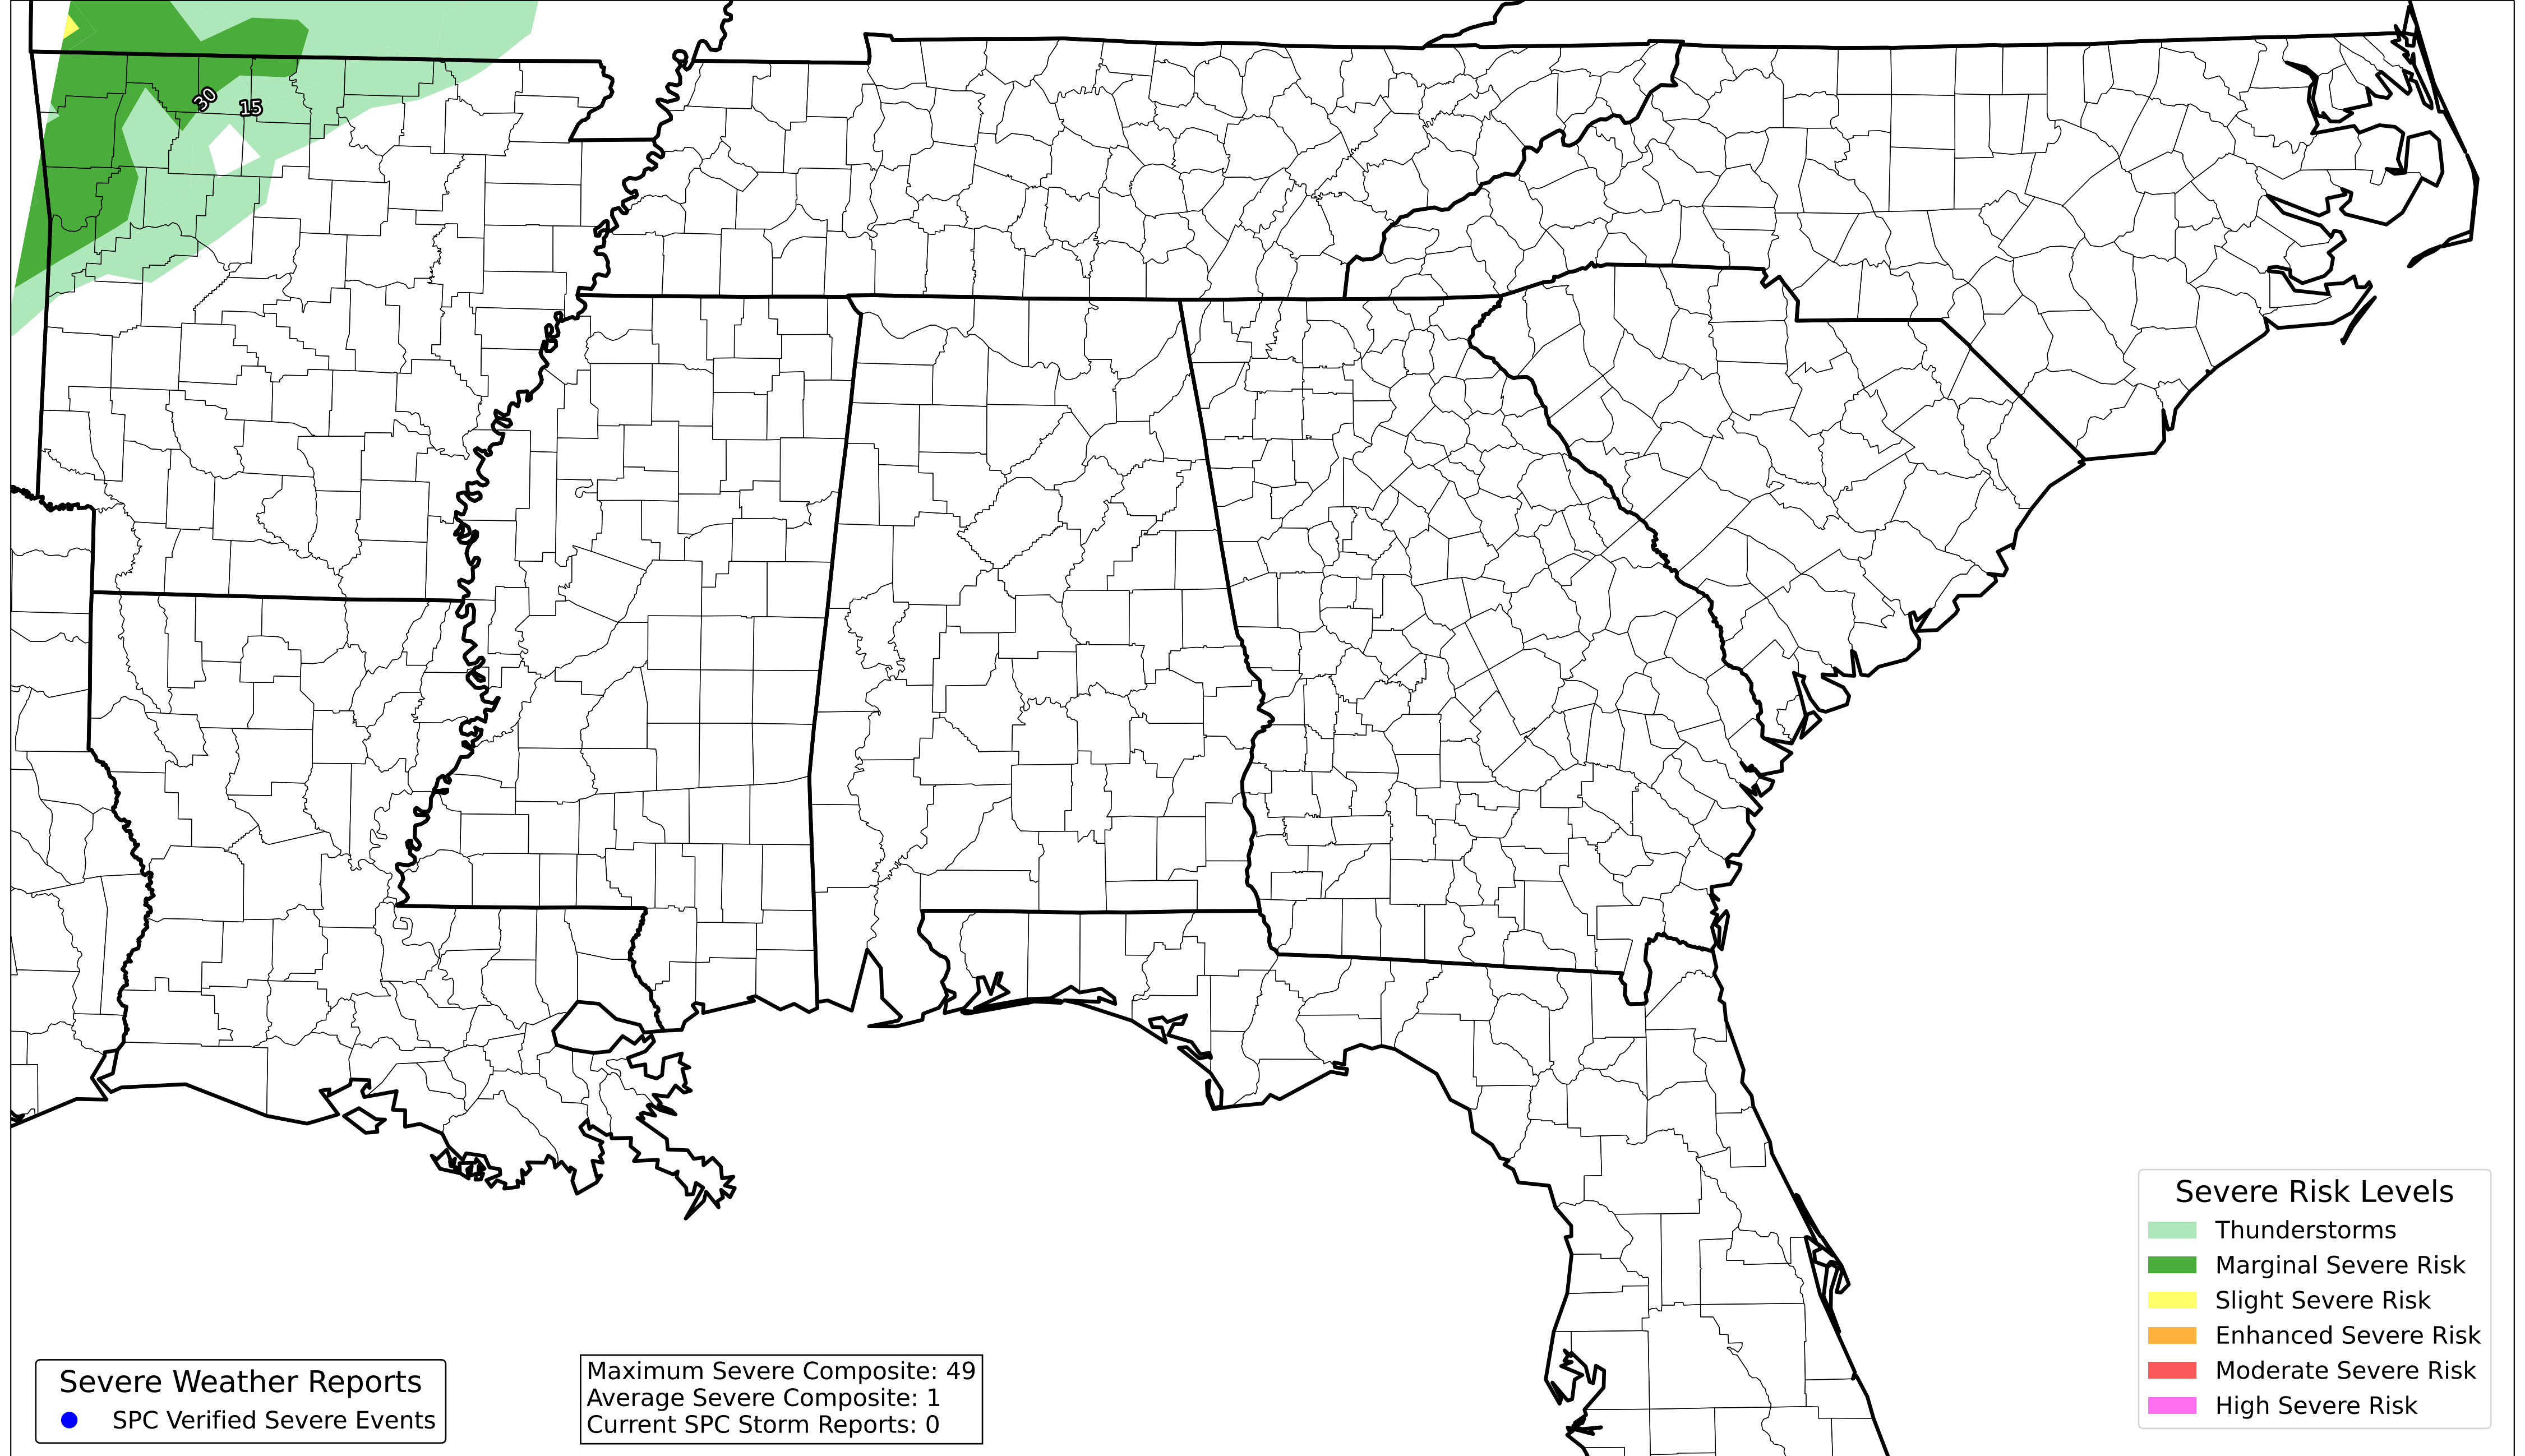 30
15
Severe Risk Levels
Thunderstorms
Marginal Severe Risk
Slight Severe Risk
Enhanced Severe Risk
Moderate Severe Risk
High Severe Risk
Severe Weather Reports
SPC Verified Severe Events
Maximum Severe Composite: 49
Average Severe Composite: 1
Current SPC Storm Reports: 0